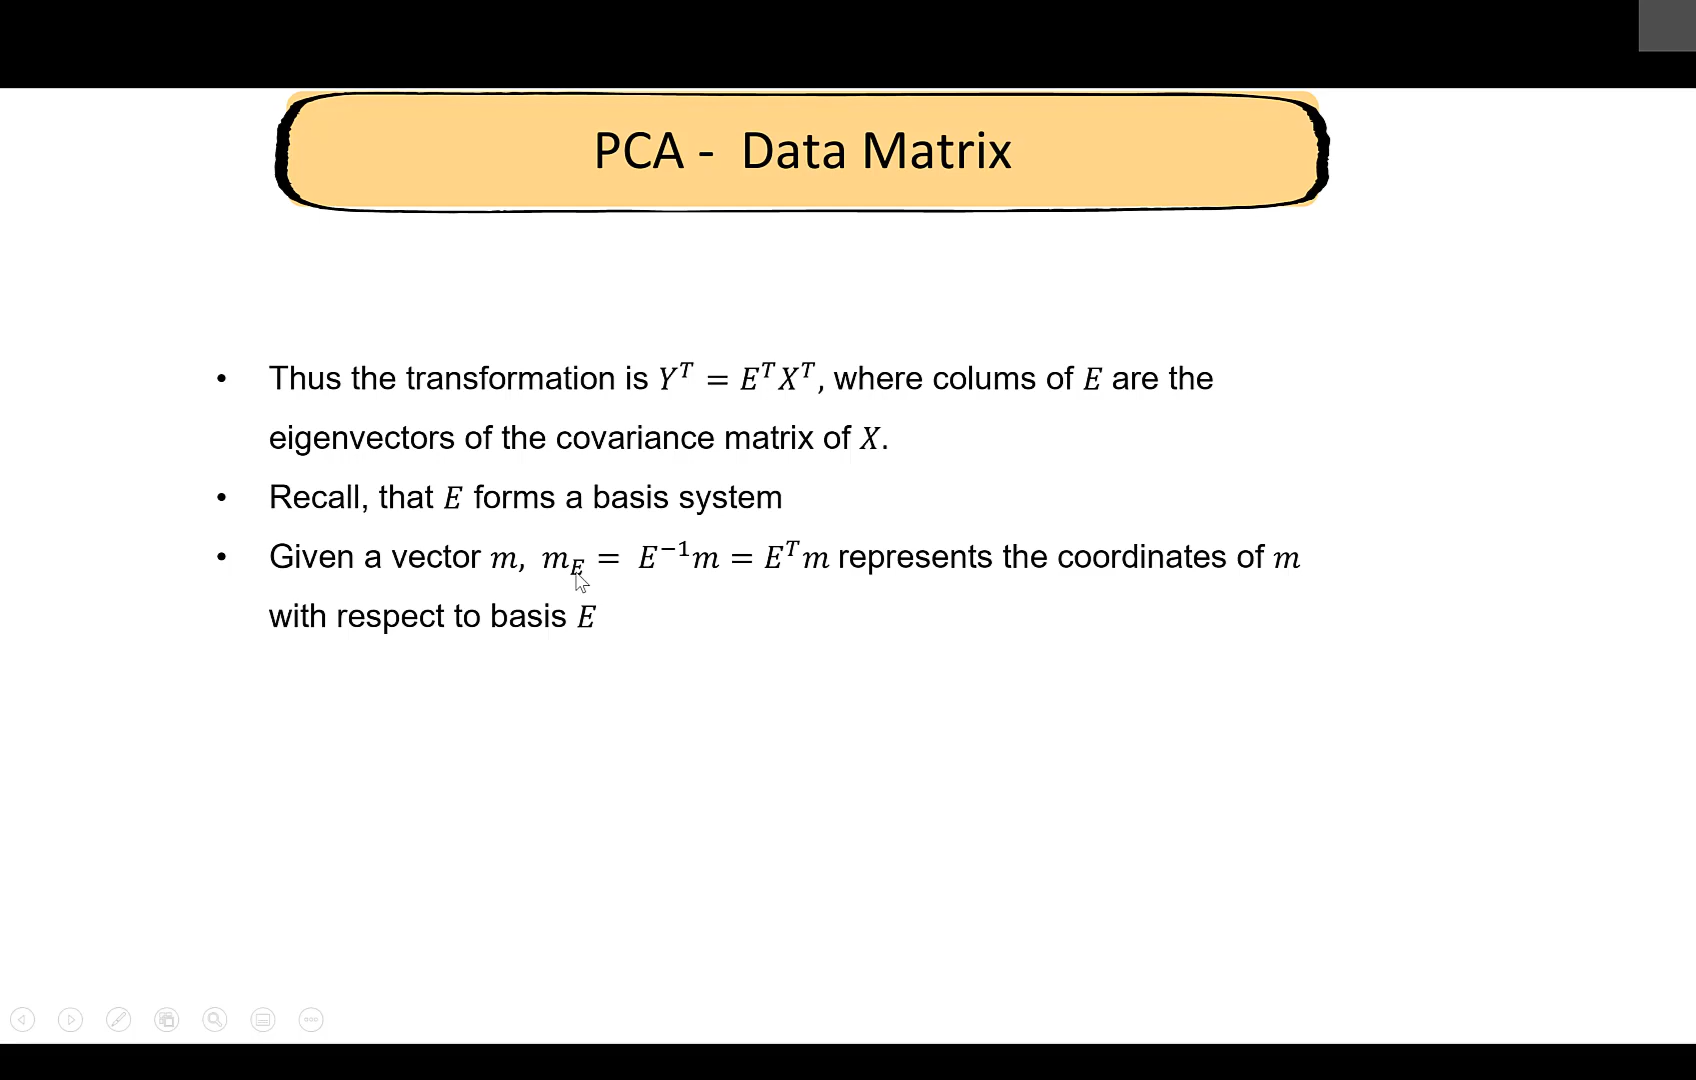 PCA - Data Matrix
• Thus the transformation is $Y^T = E^T X^T$, where colums of $E$ are the
eigenvectors of the covariance matrix of $X$.
• Recall, that $E$ forms a basis system
• Given a vector $m$, $m_E = E^{-1}m = E^T m$ represents the coordinates of $m$
with respect to basis $E$